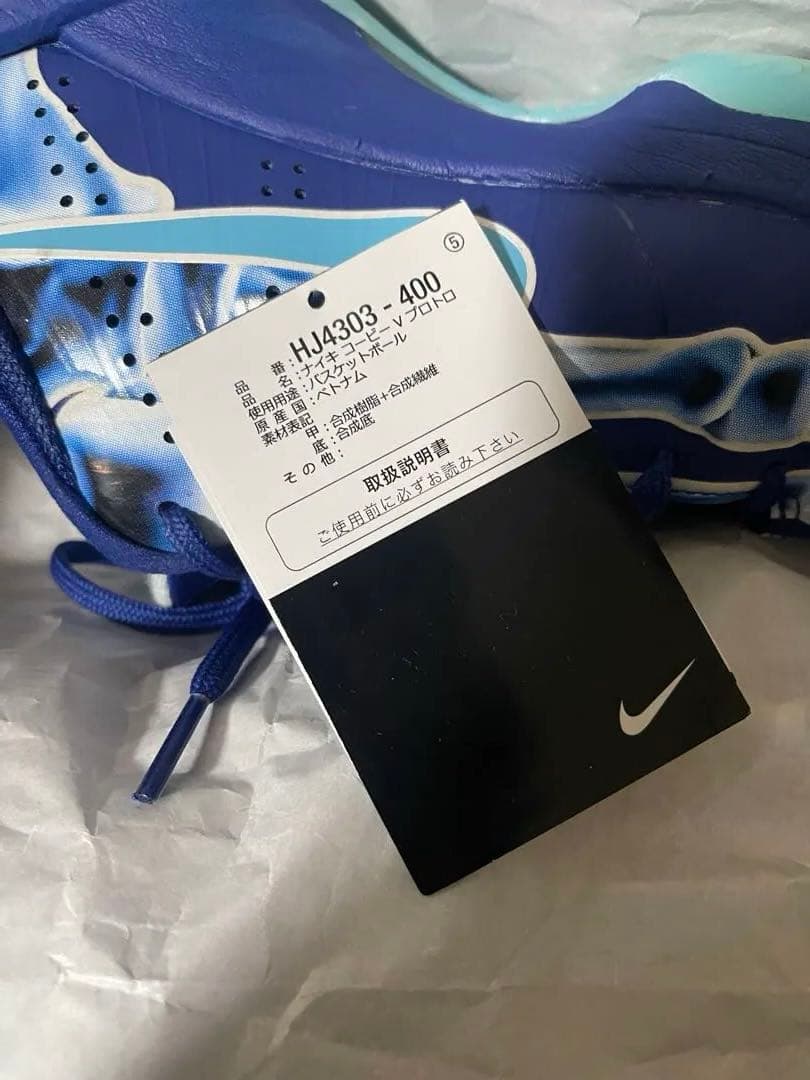 ⑤
品番:HJ4303-400
品名:ナイキ コービー V プロトロ
使用用途:バスケットボール
原産国:ベトナム
素材表記 甲:合成樹脂+合成繊維
底:合成底
その他:
取扱説明書
ご使用前に必ずお読み下さい